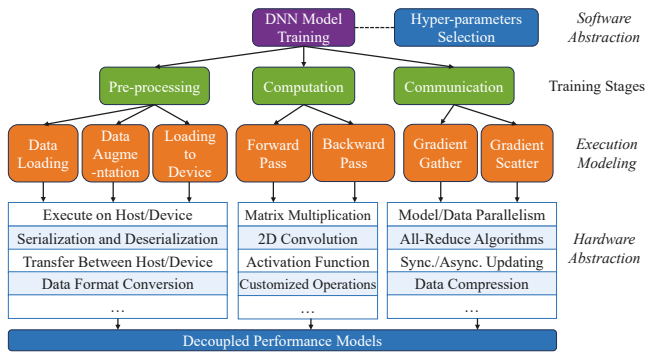 DNN Model
Training
Hyper-parameters
Selection
Software
Abstraction
Pre-processing
Computation
Communication
Training Stages
Data
Loading
Data
Augme
-ntation
Loading
to
Device
Forward
Pass
Backward
Pass
Gradient
Gather
Gradient
Scatter
Execution
Modeling
Execute on Host/Device
Serialization and Deserialization
Transfer Between Host/Device
Data Format Conversion
…
Matrix Multiplication
2D Convolution
Activation Function
Customized Operations
…
Model/Data Parallelism
All-Reduce Algorithms
Sync./Async. Updating
Data Compression
…
Hardware
Abstraction
Decoupled Performance Models